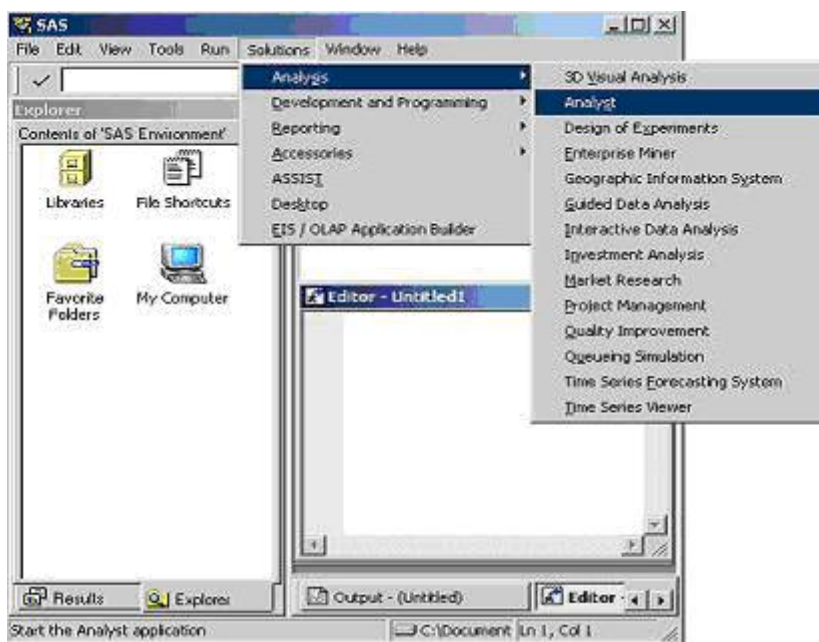 SAS
File Edit View Tools Run Solutions Window Help
Explorer
Contents of 'SAS Environment'
Libraries
File Shortcuts
Favorite Folders
My Computer
Analysis
Development and Programming
Reporting
Accessories
ASSIST
Desktop
EIS / OLAP Application Builder
3D Visual Analysis
Analyst
Design of Experiments
Enterprise Miner
Geographic Information System
Guided Data Analysis
Interactive Data Analysis
Investment Analysis
Market Research
Project Management
Quality Improvement
Queueing Simulation
Time Series Forecasting System
Time Series Viewer
Editor - Untitled1
Results
Explorer
Output - (Untitled)
Editor -
Start the Analyst application
C:\Document
Ln 1, Col 1